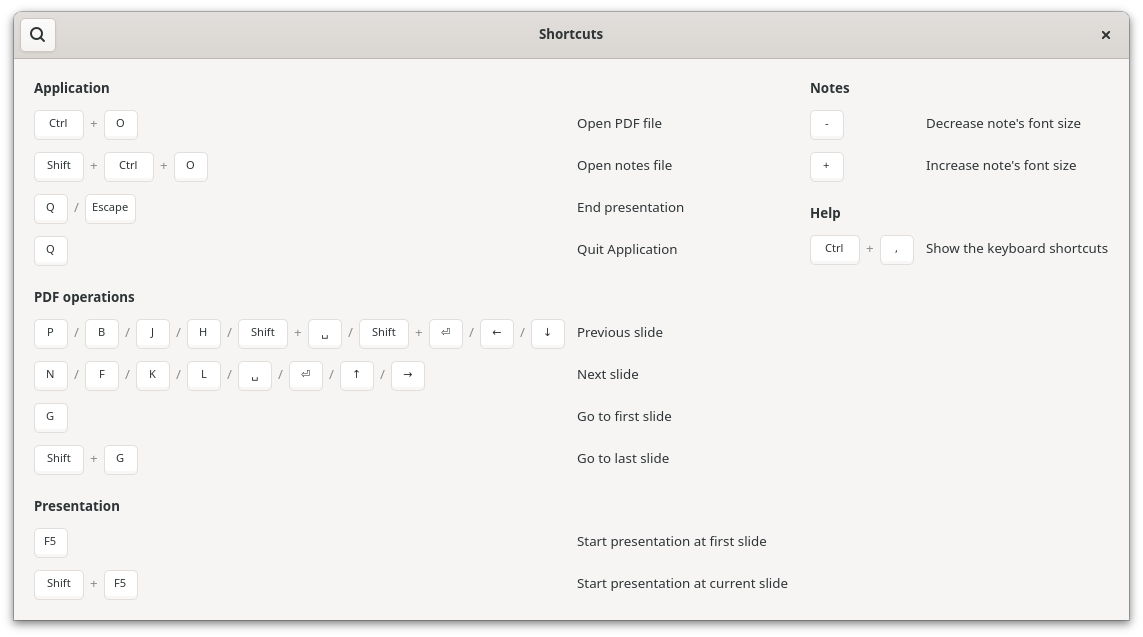 Shortcuts
Application
Ctrl + O Open PDF file
Shift + Ctrl + O Open notes file
Q / Escape End presentation
Q Quit Application
PDF operations
P / B / J / H / Shift + ␣ / Shift + ⏎ / ← / ↓ Previous slide
N / F / K / L / ␣ / ⏎ / ↑ / → Next slide
G Go to first slide
Shift + G Go to last slide
Presentation
F5 Start presentation at first slide
Shift + F5 Start presentation at current slide
Notes
- Decrease note's font size
+ Increase note's font size
Help
Ctrl + , Show the keyboard shortcuts